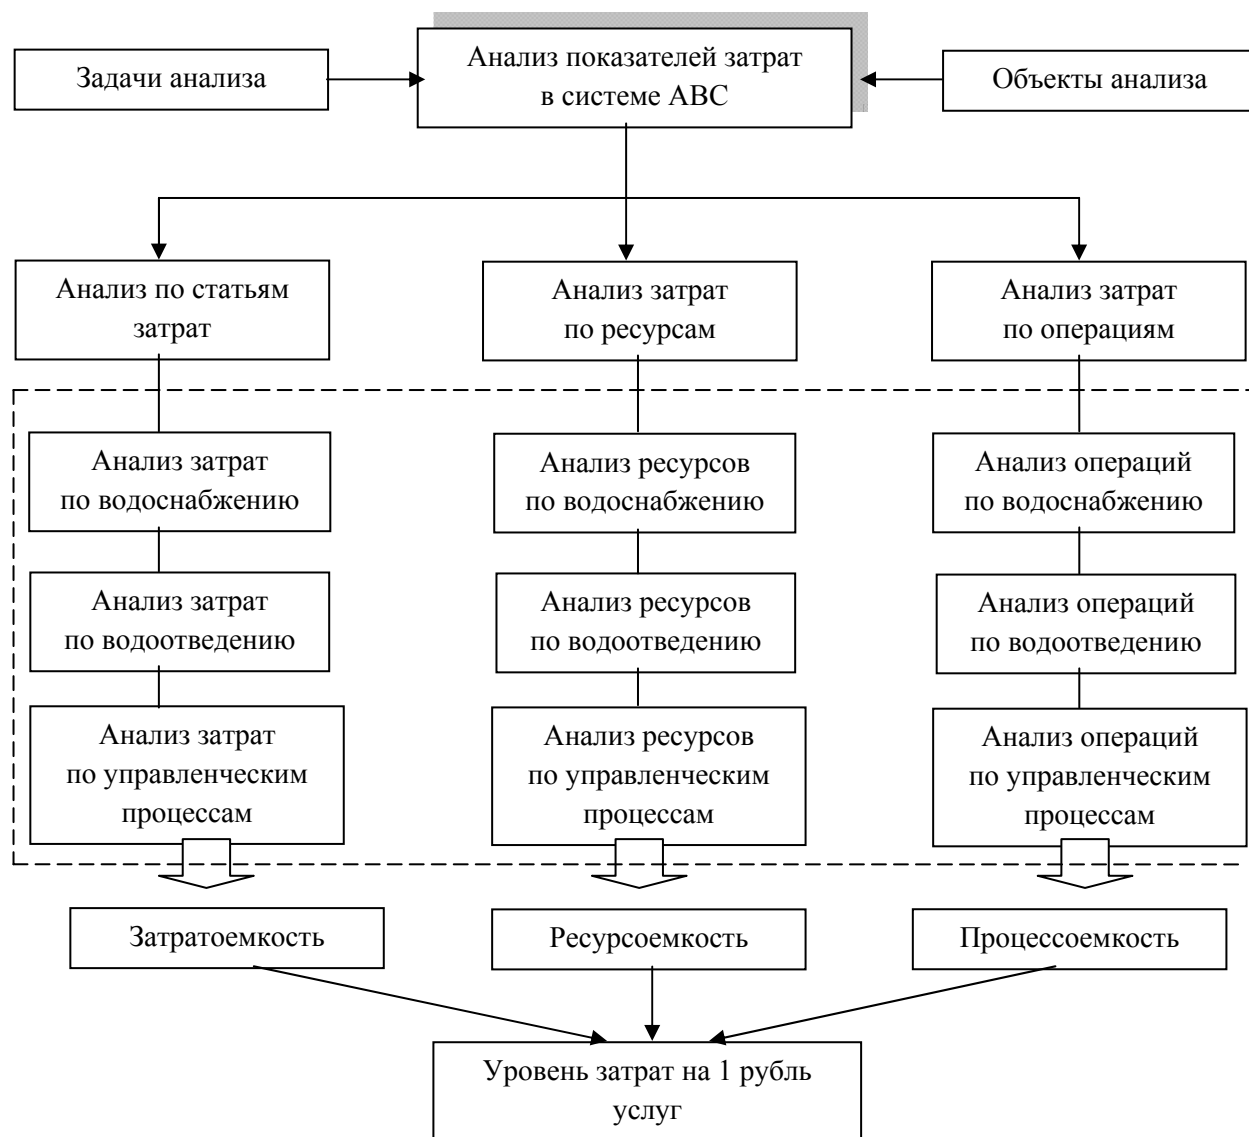 Задачи анализа
Анализ показателей затрат
в системе АВС
Объекты анализа
Анализ по статьям
затрат
Анализ затрат
по ресурсам
Анализ затрат
по операциям
Анализ затрат
по водоснабжению
Анализ ресурсов
по водоснабжению
Анализ операций
по водоснабжению
Анализ затрат
по водоотведению
Анализ ресурсов
по водоотведению
Анализ операций
по водоотведению
Анализ затрат
по управленческим
процессам
Анализ ресурсов
по управленческим
процессам
Анализ операций
по управленческим
процессам
Затратоемкость
Ресурсоемкость
Процессоемкость
Уровень затрат на 1 рубль
услуг